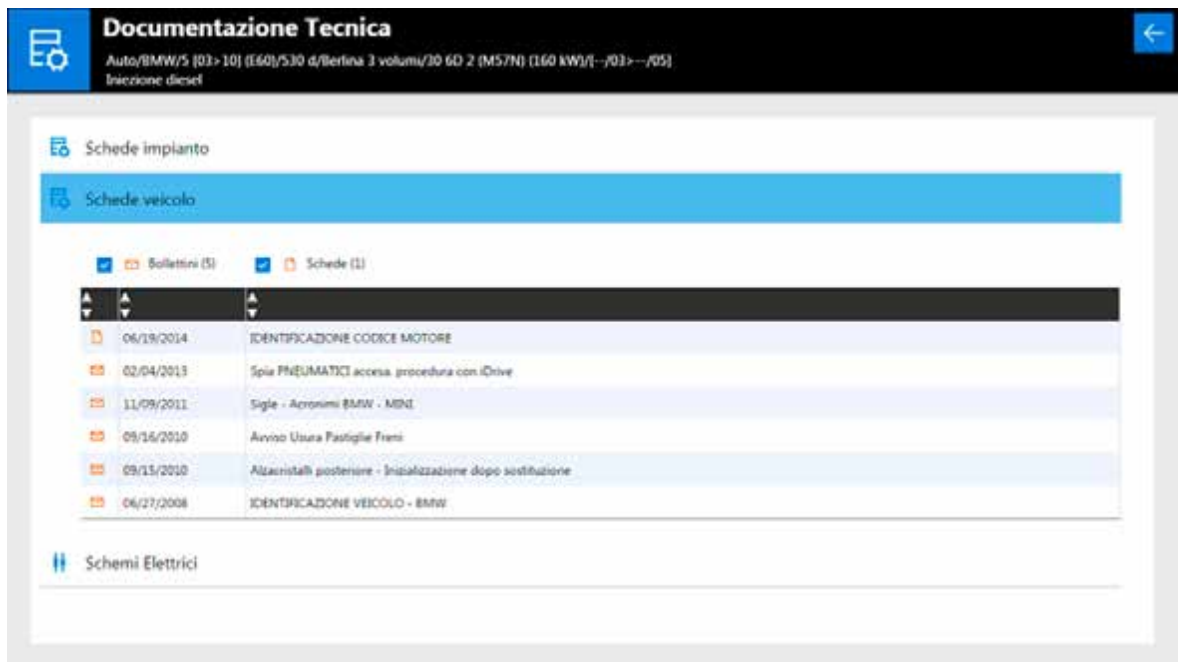 Documentazione Tecnica
Auto/BMW/5 [03>10] (E60)/530 d/Berlina 3 volumi/30 6D 2 (M57N) (160 kW)/[--/03>--/05]
Iniezione diesel
Schede impianto
Schede veicolo
Bollettini (5) Schede (1)
06/19/2014 IDENTIFICAZIONE CODICE MOTORE
02/04/2013 Spia PNEUMATICI accesa. procedura con iDrive
11/09/2011 Sigle - Acronimi BMW - MINI
09/16/2010 Avviso Usura Pastiglie Freni
09/15/2010 Alzacristalli posteriore - Inizializzazione dopo sostituzione
06/27/2008 IDENTIFICAZIONE VEICOLO - BMW
Schemi Elettrici